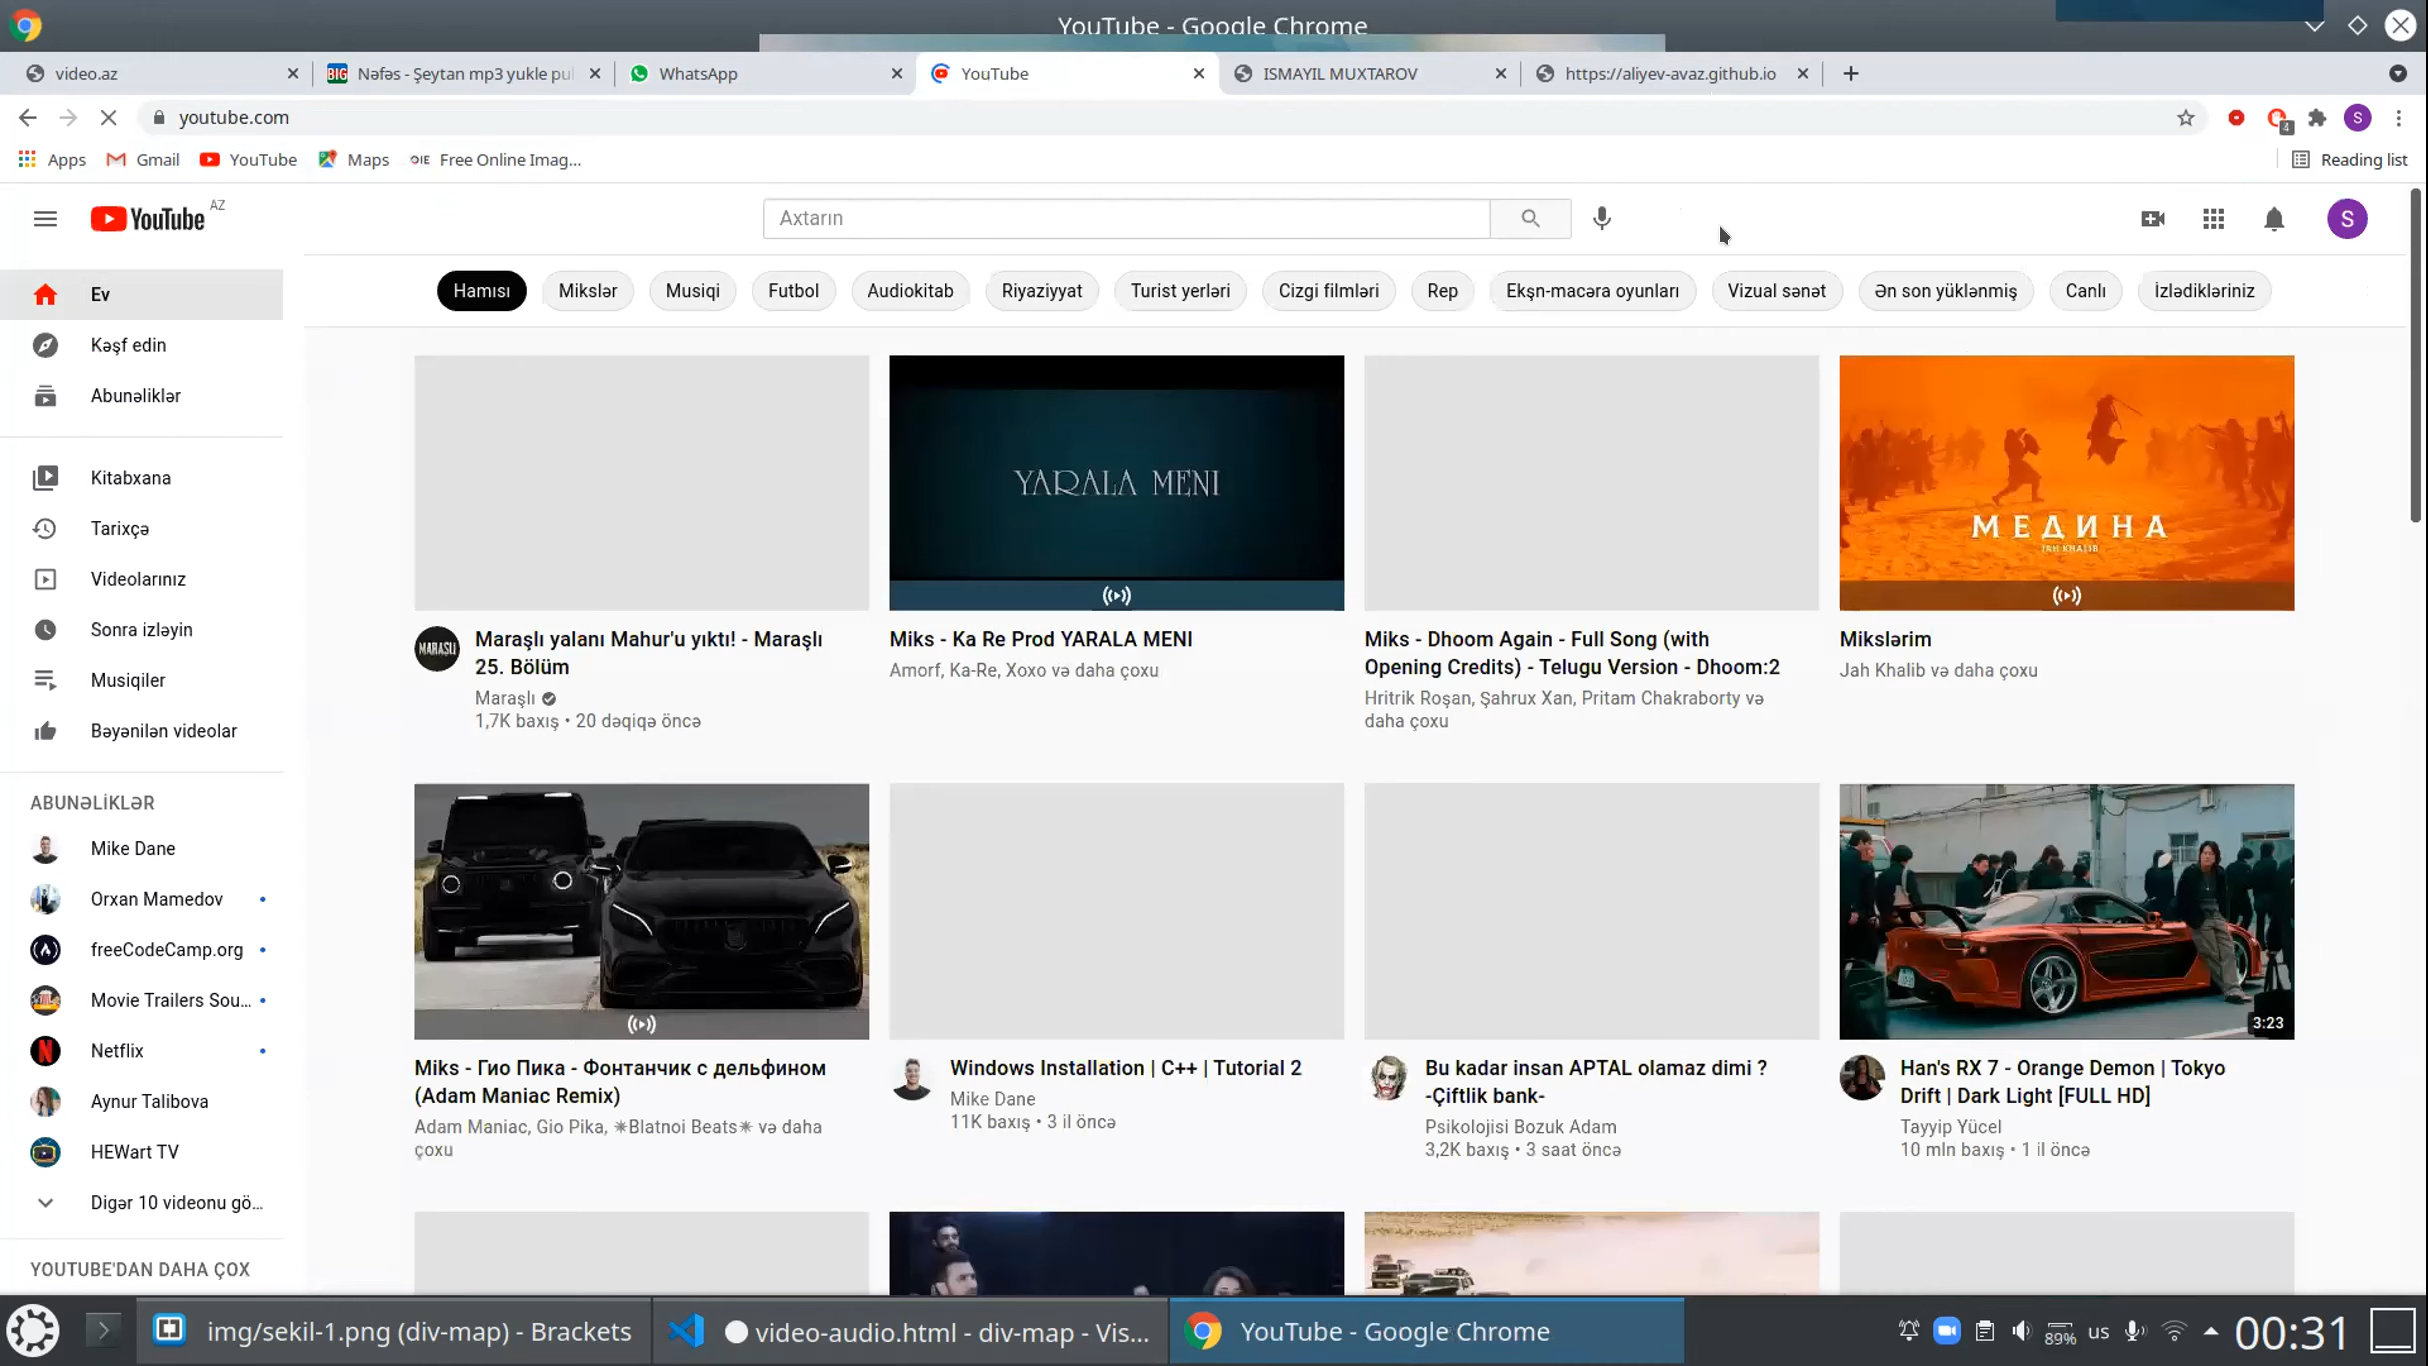 YouTube - Google Chrome
video.az
BIG
Nəfəs - Şeytan mp3 yukle pul
WhatsApp
YouTube
ISMAYIL MUXTAROV
https://aliyev-avaz.github.io
youtube.com
4
S
Apps
Gmail
YouTube
Maps
OIE
Free Online Imag...
Reading list
YouTube
AZ
Axtarın
S
Hamısı
Mikslər
Musiqi
Futbol
Audiokitab
Riyaziyyat
Turist yerləri
Cizgi filmləri
Rep
Ekşn-macəra oyunları
Vizual sənət
Ən son yüklənmiş
Canlı
İzlədikləriniz
Ev
Kəşf edin
Abunəliklər
Kitabxana
Tarixçə
Videolarınız
Sonra izləyin
Musiqiler
Bəyənilən videolar
ABUNƏLİKLƏR
Mike Dane
Orxan Mamedov
freeCodeCamp.org
Movie Trailers Sou...
Netflix
Aynur Talibova
HEWart TV
Digər 10 videonu gö...
YOUTUBE'DAN DAHA ÇOX
MARAŞLI
Maraşlı yalanı Mahur'u yıktı! - Maraşlı
25. Bölüm
Maraşlı
1,7K baxış • 20 dəqiqə öncə
YARALA MENI
Miks - Ka Re Prod YARALA MENI
Amorf, Ka-Re, Xoxo və daha çoxu
Miks - Dhoom Again - Full Song (with
Opening Credits) - Telugu Version - Dhoom:2
Hritrik Roşan, Şahrux Xan, Pritam Chakraborty və
daha çoxu
МЕДИНА
JAH KHALIB
Mikslərim
Jah Khalib və daha çoxu
Miks - Гио Пика - Фонтанчик с дельфином
(Adam Maniac Remix)
Adam Maniac, Gio Pika, ✳Blatnoi Beats✳ və daha
çoxu
Windows Installation | C++ | Tutorial 2
Mike Dane
11K baxış • 3 il öncə
Bu kadar insan APTAL olamaz dimi ?
-Çiftlik bank-
Psikolojisi Bozuk Adam
3,2K baxış • 3 saat öncə
3:23
Han's RX 7 - Orange Demon | Tokyo
Drift | Dark Light [FULL HD]
Tayyip Yücel
10 mln baxış • 1 il öncə
img/sekil-1.png (div-map) - Brackets
video-audio.html - div-map - Vis...
YouTube - Google Chrome
89%
us
00:31